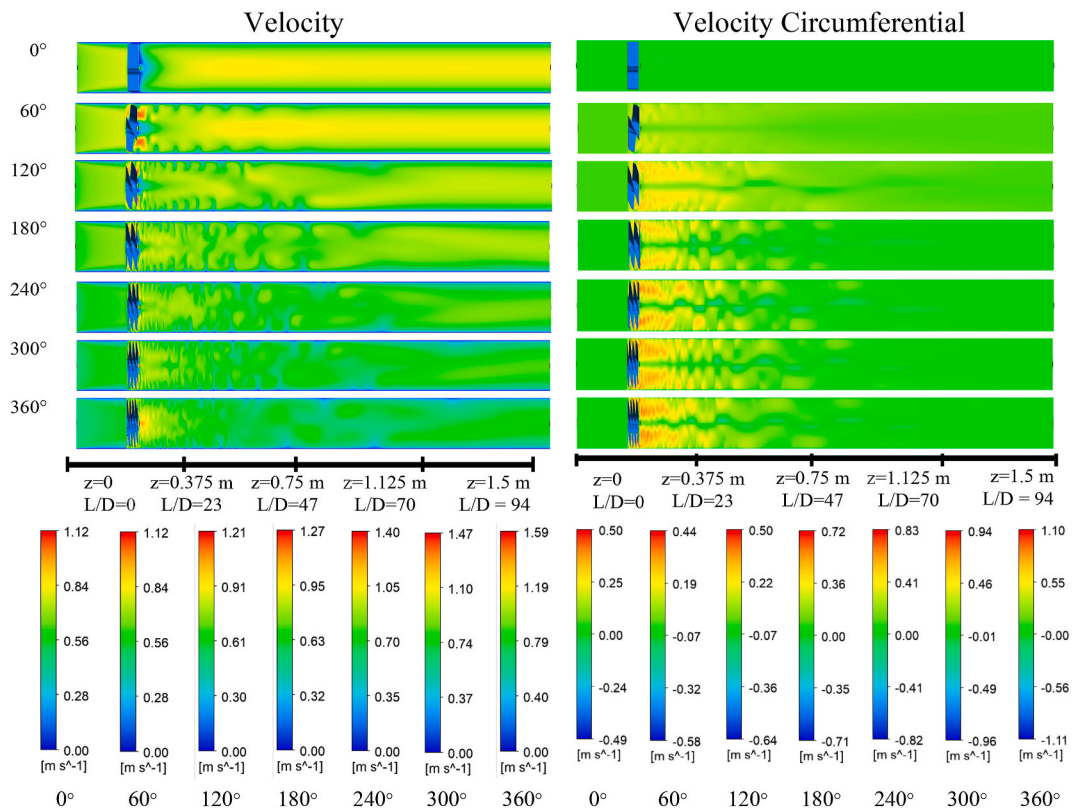 Velocity
Velocity Circumferential
0°
60°
120°
180°
240°
300°
360°
z=0 z=0.375 m z=0.75 m z=1.125 m z=1.5 m
L/D=0 L/D=23 L/D=47 L/D=70 L/D = 94
z=0 z=0.375 m z=0.75 m z=1.125 m z=1.5 m
L/D=0 L/D=23 L/D=47 L/D=70 L/D = 94
1.12 1.12 1.21 1.27 1.40 1.47 1.59
0.84 0.84 0.91 0.95 1.05 1.10 1.19
0.56 0.56 0.61 0.63 0.70 0.74 0.79
0.28 0.28 0.30 0.32 0.35 0.37 0.40
0.00 0.00 0.00 0.00 0.00 0.00 0.00
[m s^-1] [m s^-1] [m s^-1] [m s^-1] [m s^-1] [m s^-1] [m s^-1]
0° 60° 120° 180° 240° 300° 360°
0.50 0.44 0.50 0.72 0.83 0.94 1.10
0.25 0.19 0.22 0.36 0.41 0.46 0.55
0.00 -0.07 -0.07 0.00 0.00 -0.01 -0.00
-0.24 -0.32 -0.36 -0.35 -0.41 -0.49 -0.56
-0.49 -0.58 -0.64 -0.71 -0.82 -0.96 -1.11
[m s^-1] [m s^-1] [m s^-1] [m s^-1] [m s^-1] [m s^-1] [m s^-1]
0° 60° 120° 180° 240° 300° 360°